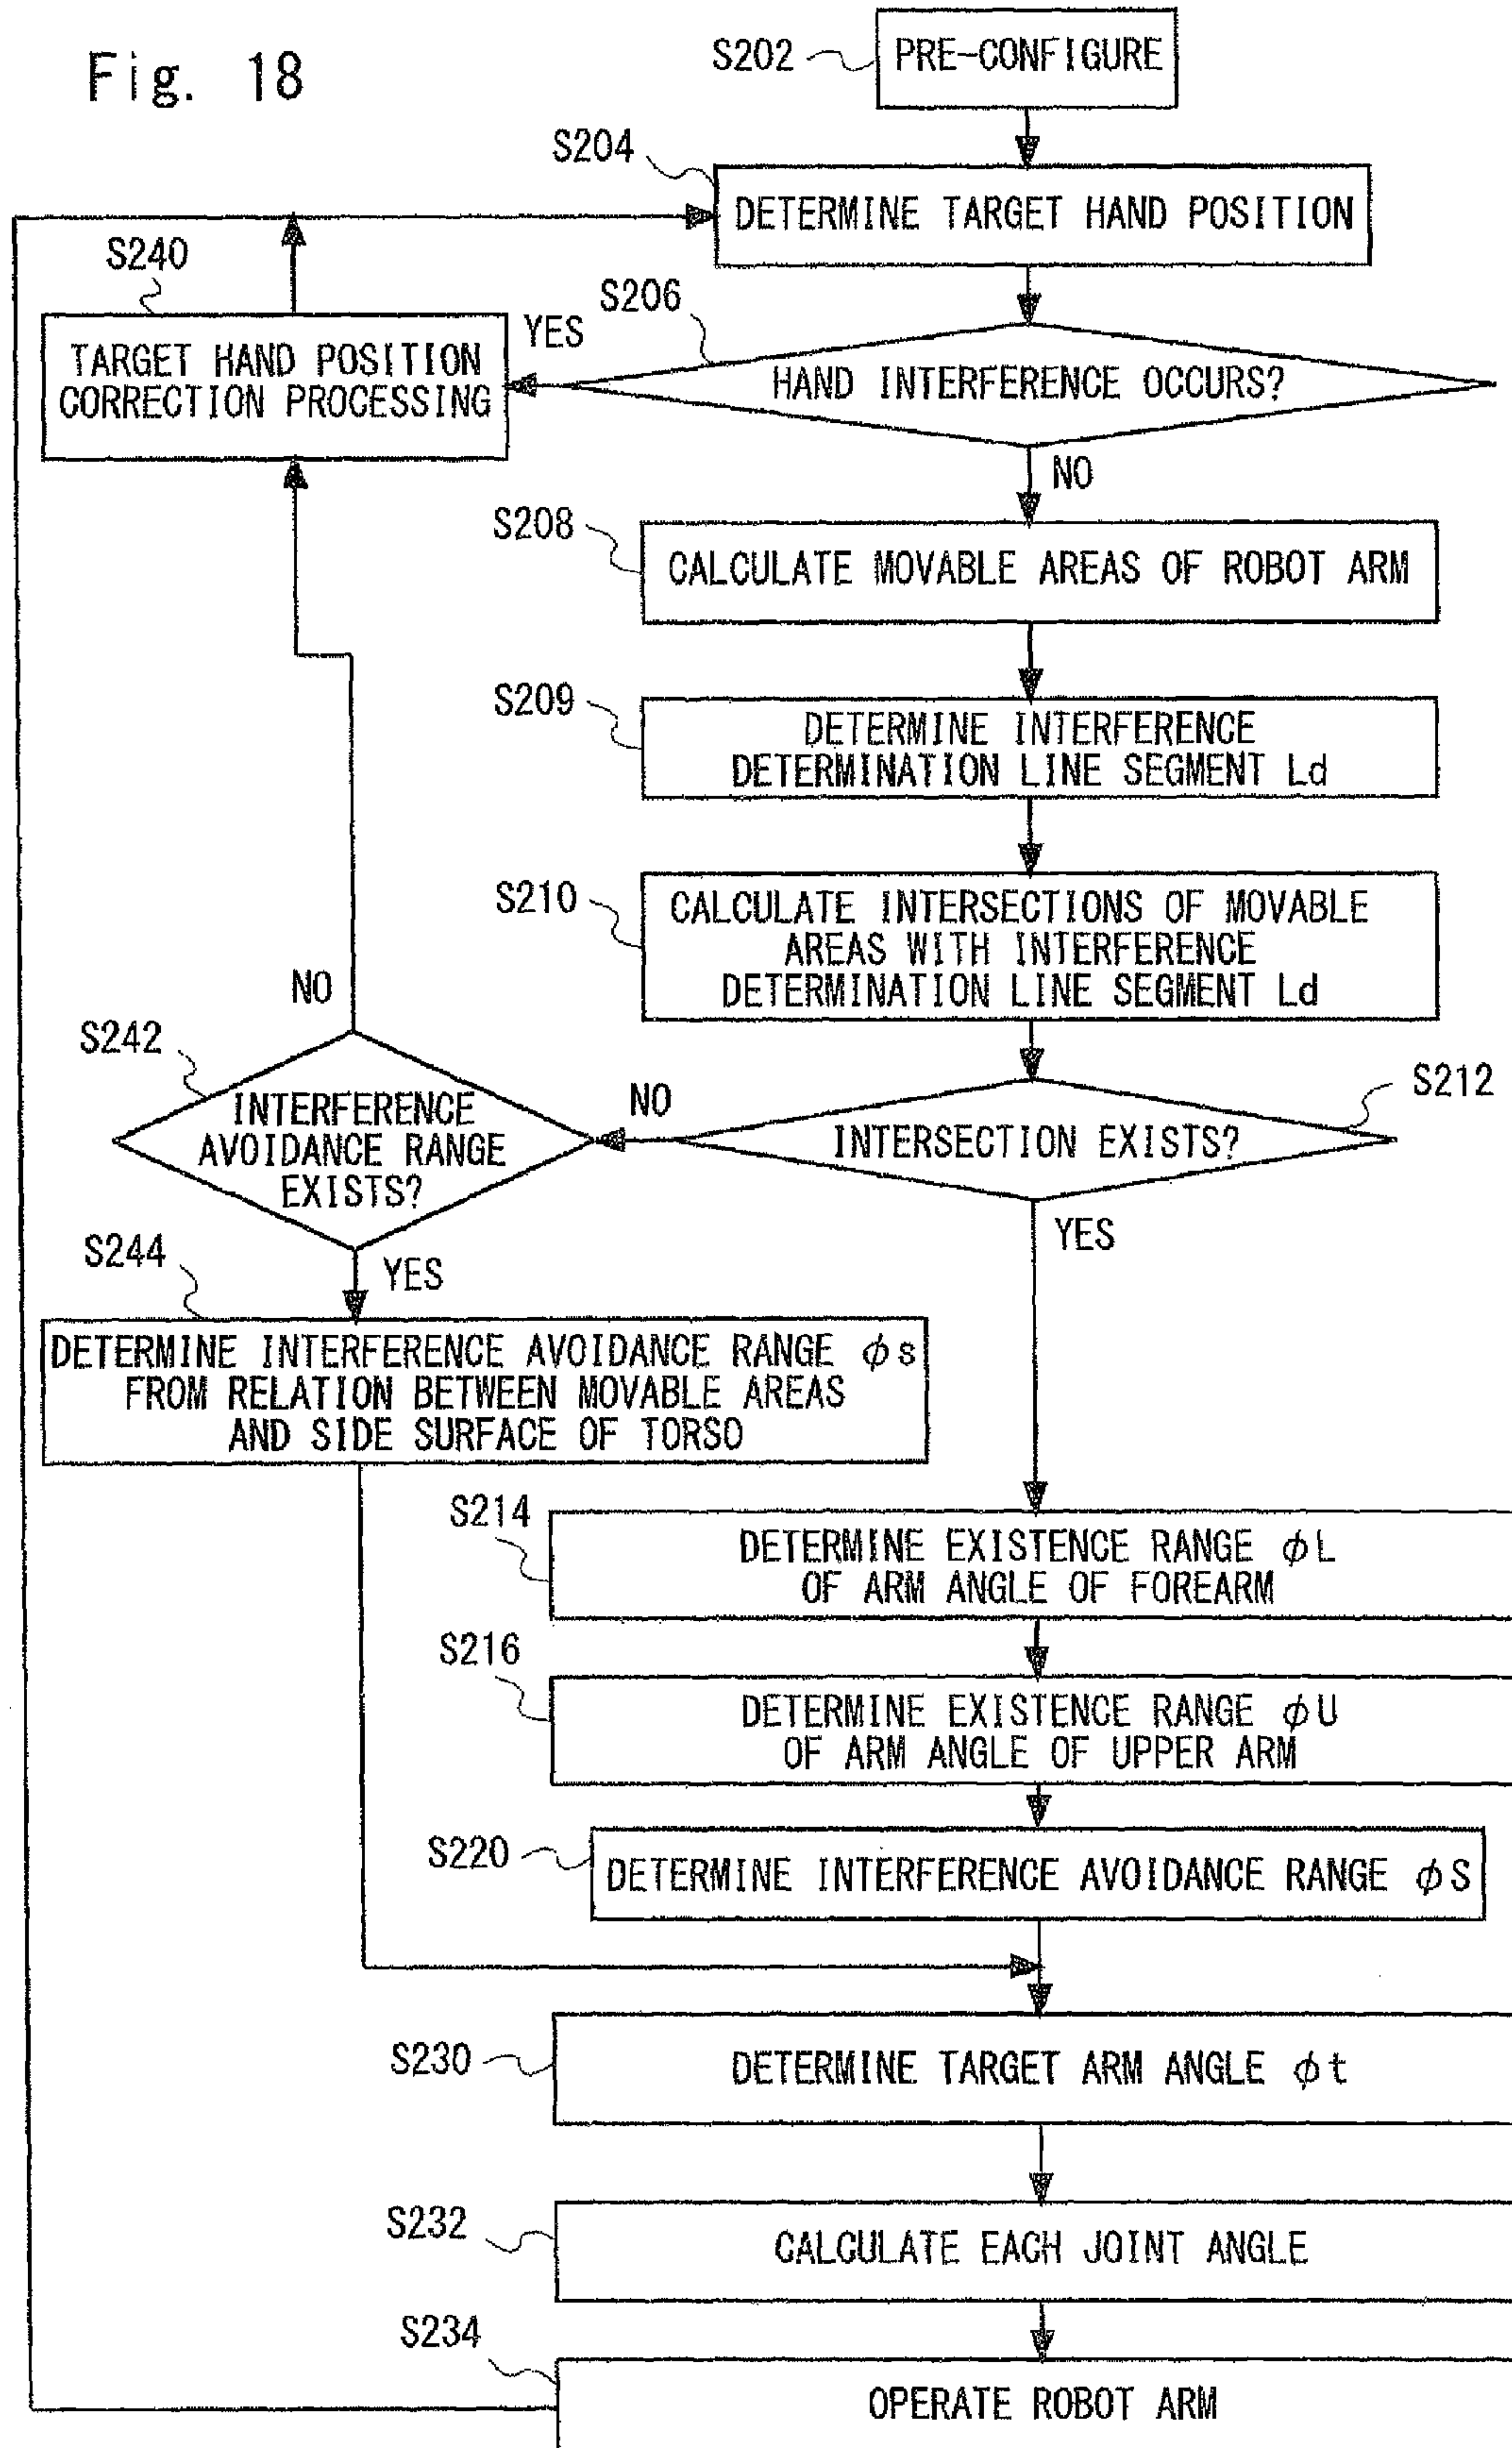 Fig. 18
S202
PRE-CONFIGURE
S204
DETERMINE TARGET HAND POSITION
S240
TARGET HAND POSITION
CORRECTION PROCESSING
S206
YES
HAND INTERFERENCE OCCURS?
NO
S208
CALCULATE MOVABLE AREAS OF ROBOT ARM
S209
DETERMINE INTERFERENCE
DETERMINATION LINE SEGMENT Ld
S210
CALCULATE INTERSECTIONS OF MOVABLE
AREAS WITH INTERFERENCE
DETERMINATION LINE SEGMENT Ld
NO
S242
INTERFERENCE
AVOIDANCE RANGE
EXISTS?
NO
S212
INTERSECTION EXISTS?
YES
S244
YES
DETERMINE INTERFERENCE AVOIDANCE RANGE φs
FROM RELATION BETWEEN MOVABLE AREAS
AND SIDE SURFACE OF TORSO
S214
DETERMINE EXISTENCE RANGE φL
OF ARM ANGLE OF FOREARM
S216
DETERMINE EXISTENCE RANGE φU
OF ARM ANGLE OF UPPER ARM
S220
DETERMINE INTERFERENCE AVOIDANCE RANGE φS
S230
DETERMINE TARGET ARM ANGLE φt
S232
CALCULATE EACH JOINT ANGLE
S234
OPERATE ROBOT ARM